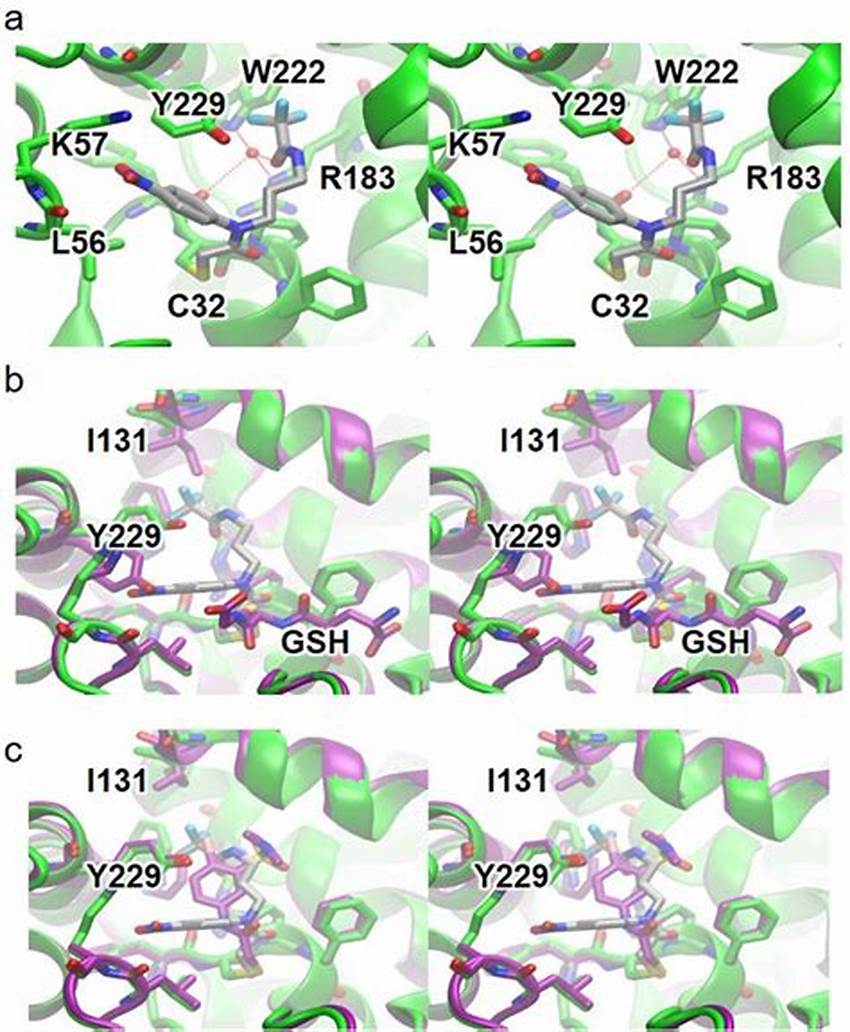 a
W222 W222
Y229 Y229
K57 K57
R183 R183
L56 L56
C32 C32
b
I131 I131
Y229 Y229
GSH GSH
c
I131 I131
Y229 Y229